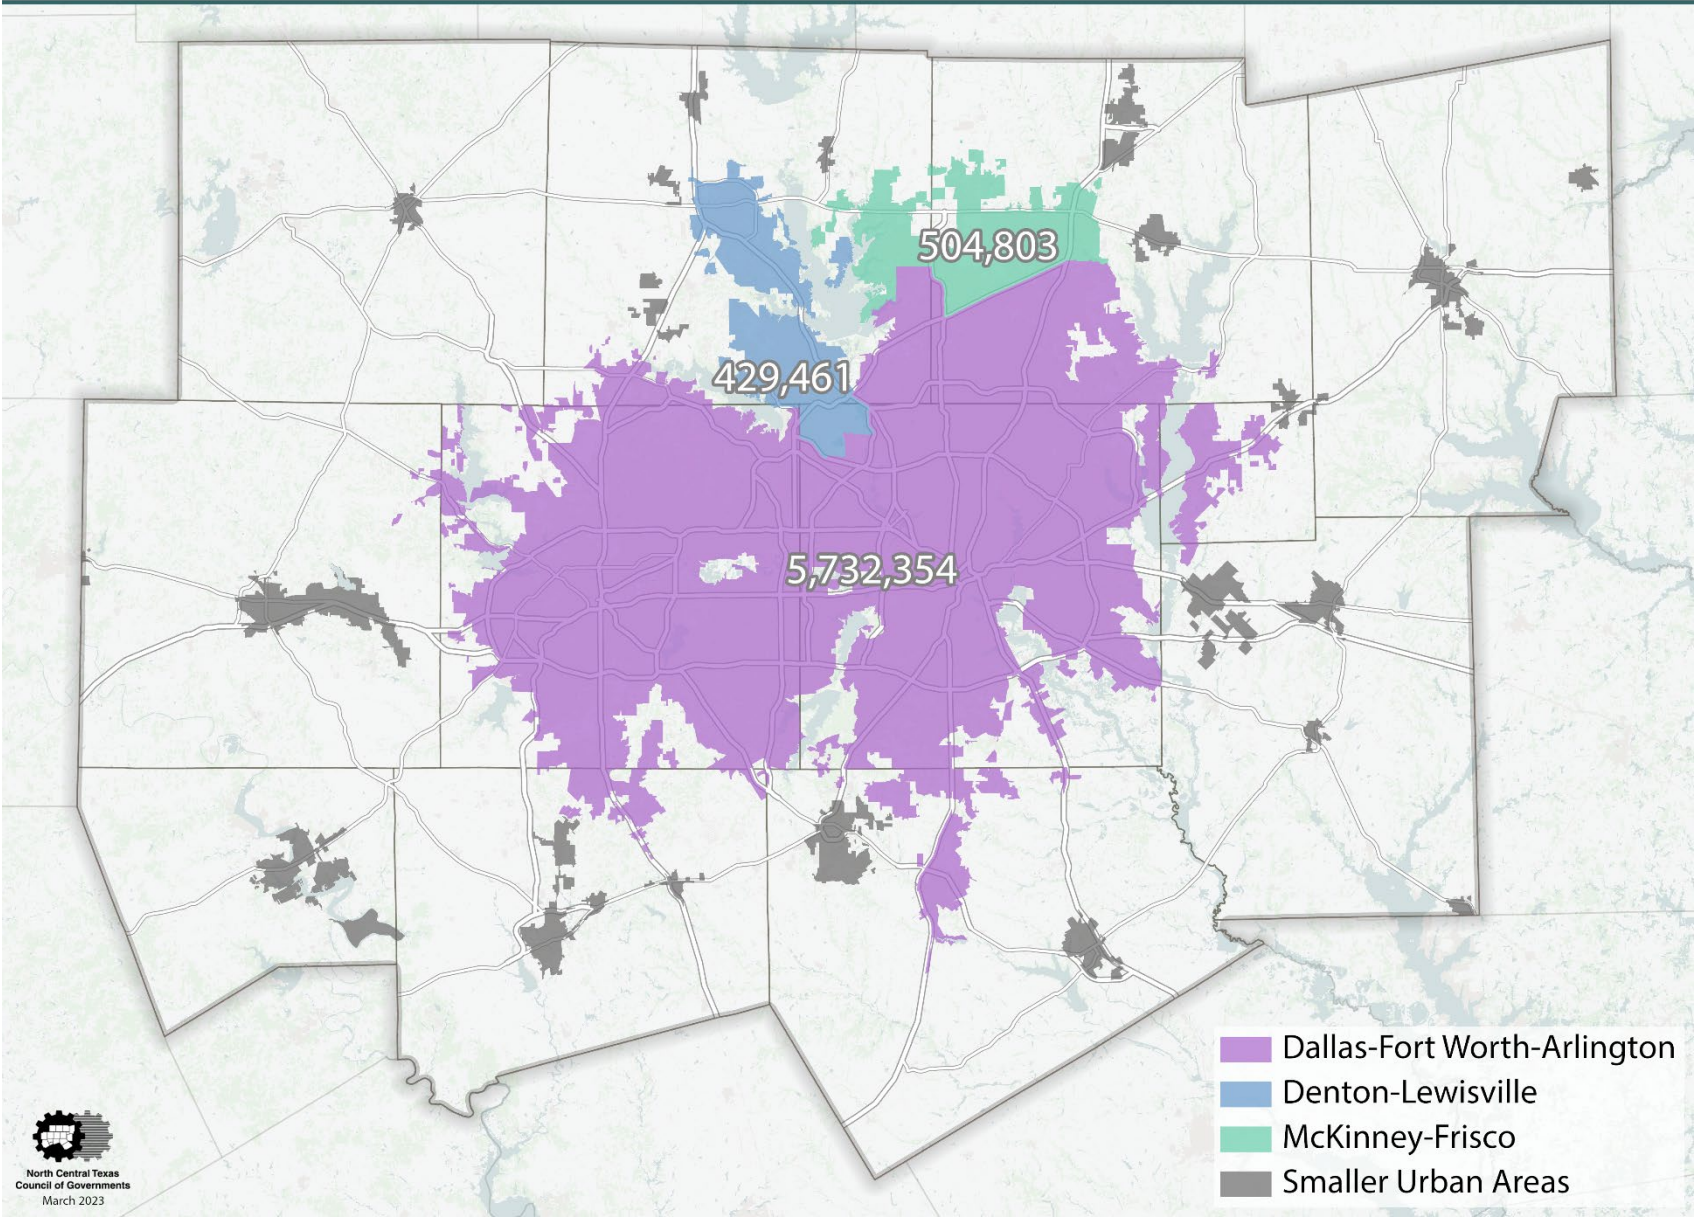 504,803
429,461
5,732,354
Dallas-Fort Worth-Arlington
Denton-Lewisville
McKinney-Frisco
Smaller Urban Areas
North Central Texas
Council of Governments
March 2023